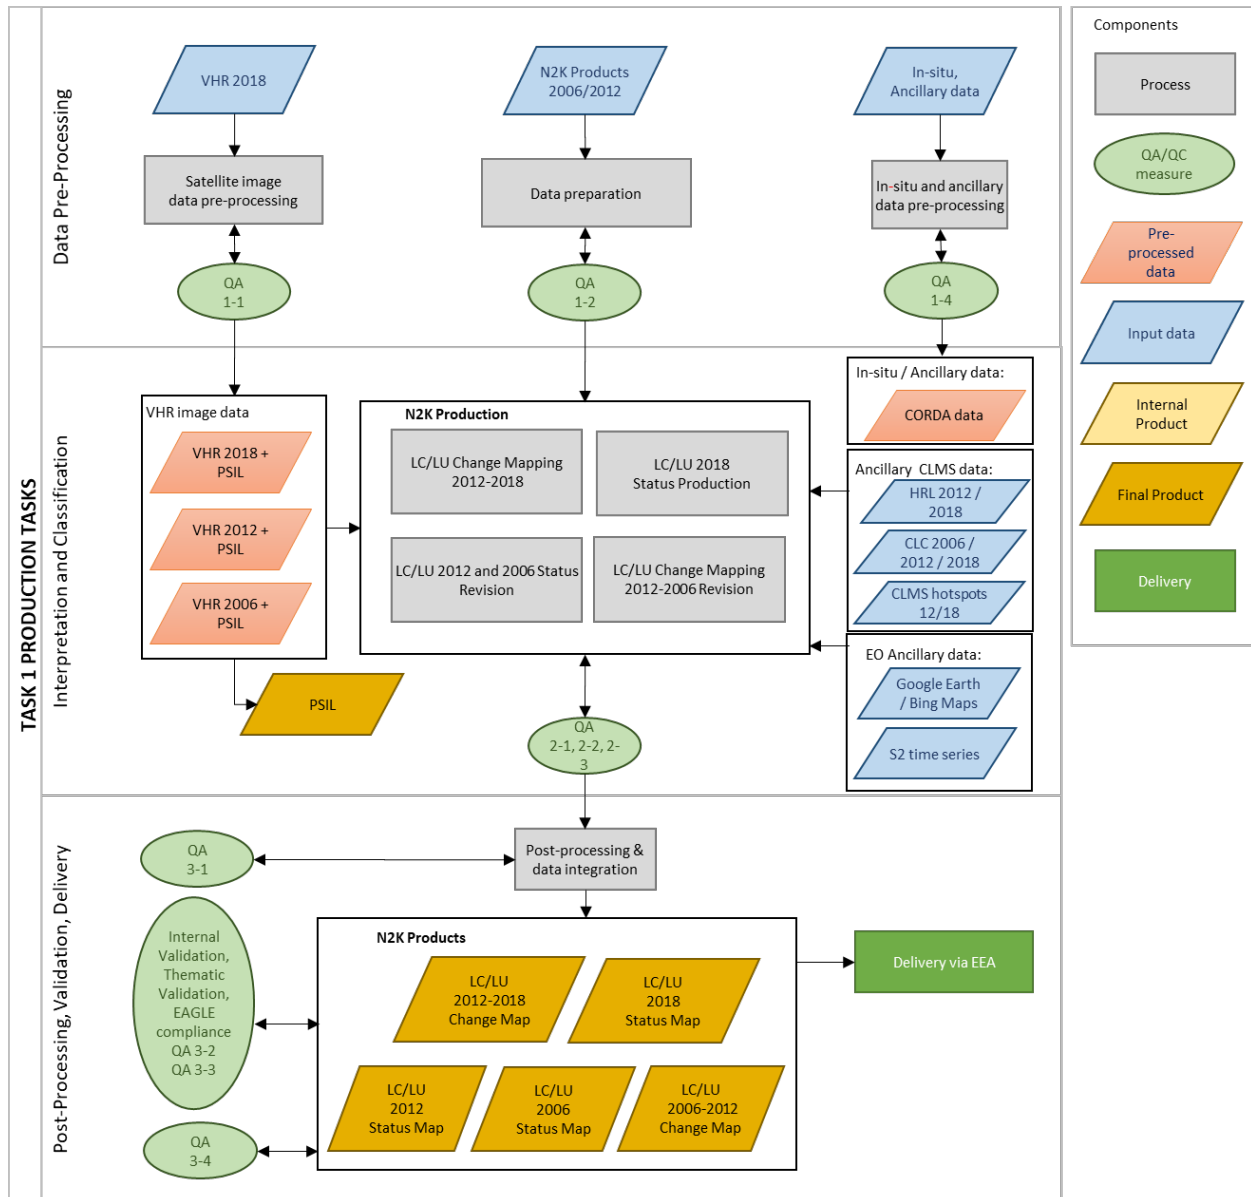 TASK 1 PRODUCTION TASKS
Data Pre-Processing
VHR 2018
N2K Products
2006/2012
In-situ,
Ancillary data
Satellite image
data pre-processing
Data preparation
In-situ and ancillary
data pre-processing
QA
1-1
QA
1-2
QA
1-4
Interpretation and Classification
VHR image data
VHR 2018 +
PSIL
VHR 2012 +
PSIL
VHR 2006 +
PSIL
PSIL
N2K Production
LC/LU Change Mapping
2012-2018
LC/LU 2018
Status Production
LC/LU 2012 and 2006 Status
Revision
LC/LU Change Mapping
2012-2006 Revision
In-situ / Ancillary data:
CORDA data
Ancillary CLMS data:
HRL 2012 /
2018
CLC 2006 /
2012 / 2018
CLMS hotspots
12/18
EO Ancillary data:
Google Earth
/ Bing Maps
S2 time series
QA
2-1, 2-2, 2-
3
Post-Processing, Validation, Delivery
QA
3-1
Post-processing &
data integration
Internal
Validation,
Thematic
Validation,
EAGLE
compliance
QA 3-2
QA 3-3
QA
3-4
N2K Products
LC/LU
2012-2018
Change Map
LC/LU
2018
Status Map
LC/LU
2012
Status Map
LC/LU
2006
Status Map
LC/LU
2006-2012
Change Map
Delivery via EEA
Components
Process
QA/QC
measure
Pre-
processed
data
Input data
Internal
Product
Final Product
Delivery